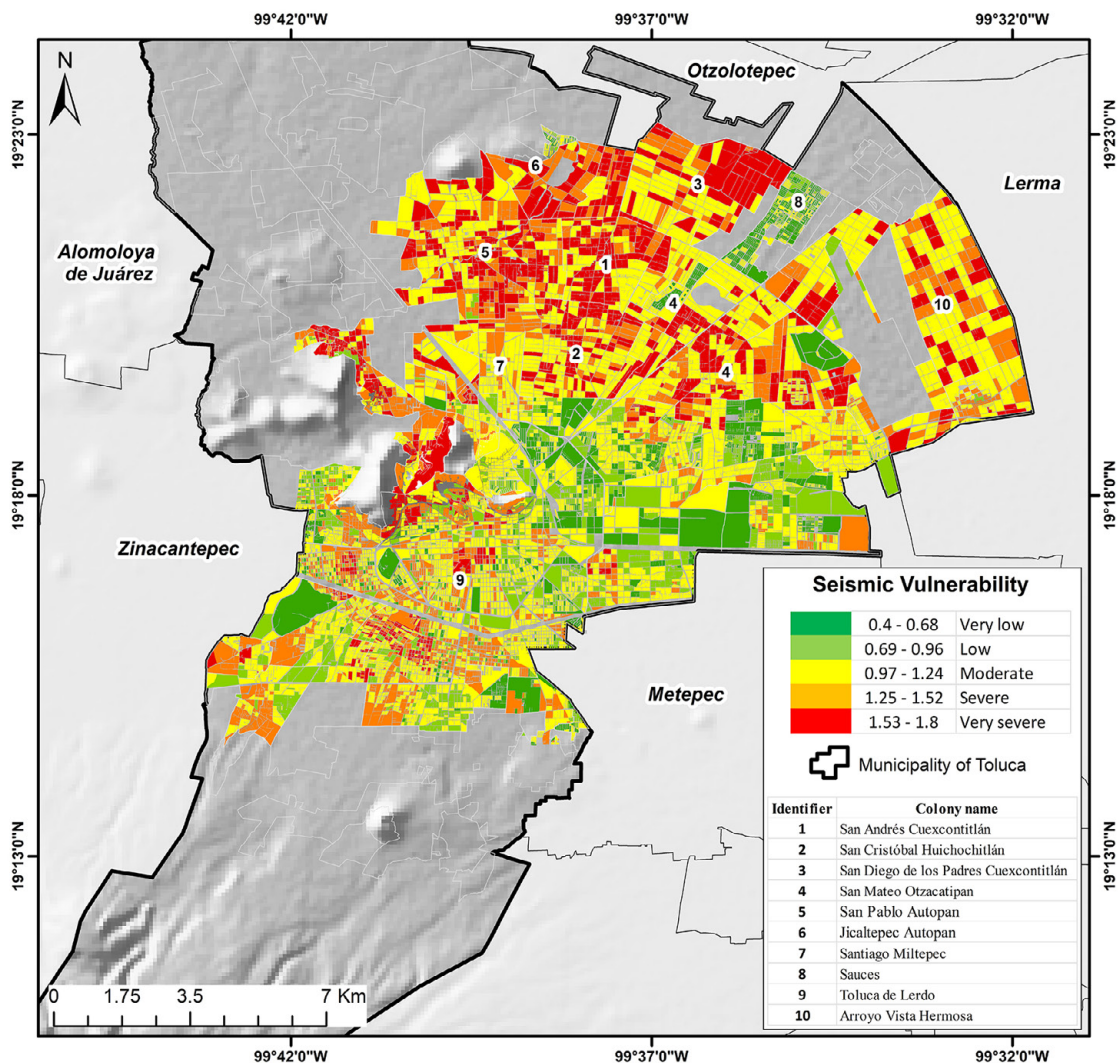 99°42'0"W 99°37'0"W 99°32'0"W
N
Otzolotepec
19°23'0"N 19°23'0"N
6
3
8
Lerma
Alomoloya
de Juárez
5
1
4
10
2
7
4
19°18'0"N 19°18'0"N
Zinacantepec
9
Metepec
Seismic Vulnerability
0.4 - 0.68 Very low
0.69 - 0.96 Low
0.97 - 1.24 Moderate
1.25 - 1.52 Severe
1.53 - 1.8 Very severe
Municipality of Toluca
Identifier Colony name
1 San Andrés Cuexcontitlán
2 San Cristóbal Huichochitlán
3 San Diego de los Padres Cuexcontitlán
4 San Mateo Otzacatipan
5 San Pablo Autopan
6 Jicaltepec Autopan
7 Santiago Miltepec
8 Sauces
9 Toluca de Lerdo
10 Arroyo Vista Hermosa
19°13'0"N 19°13'0"N
0 1.75 3.5 7 Km
99°42'0"W 99°37'0"W 99°32'0"W